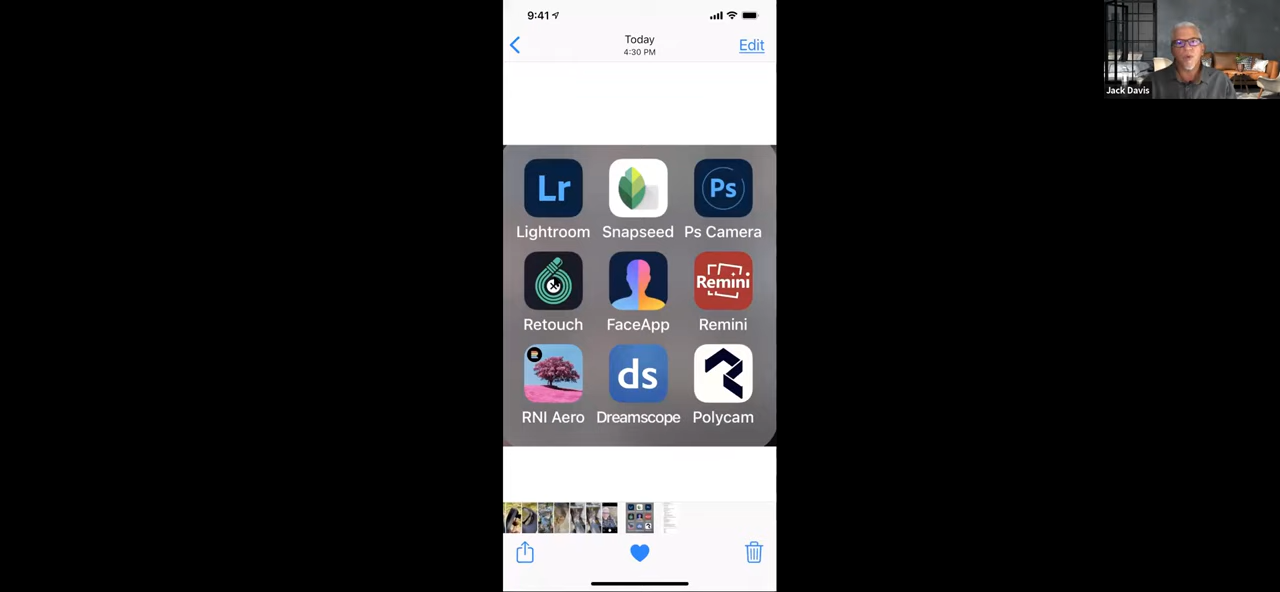 9:41
Today
4:30 PM
Edit
Jack Davis
Lr
Ps
Lightroom Snapseed Ps Camera
Remini
Retouch FaceApp Remini
ds
RNI Aero Dreamscope Polycam